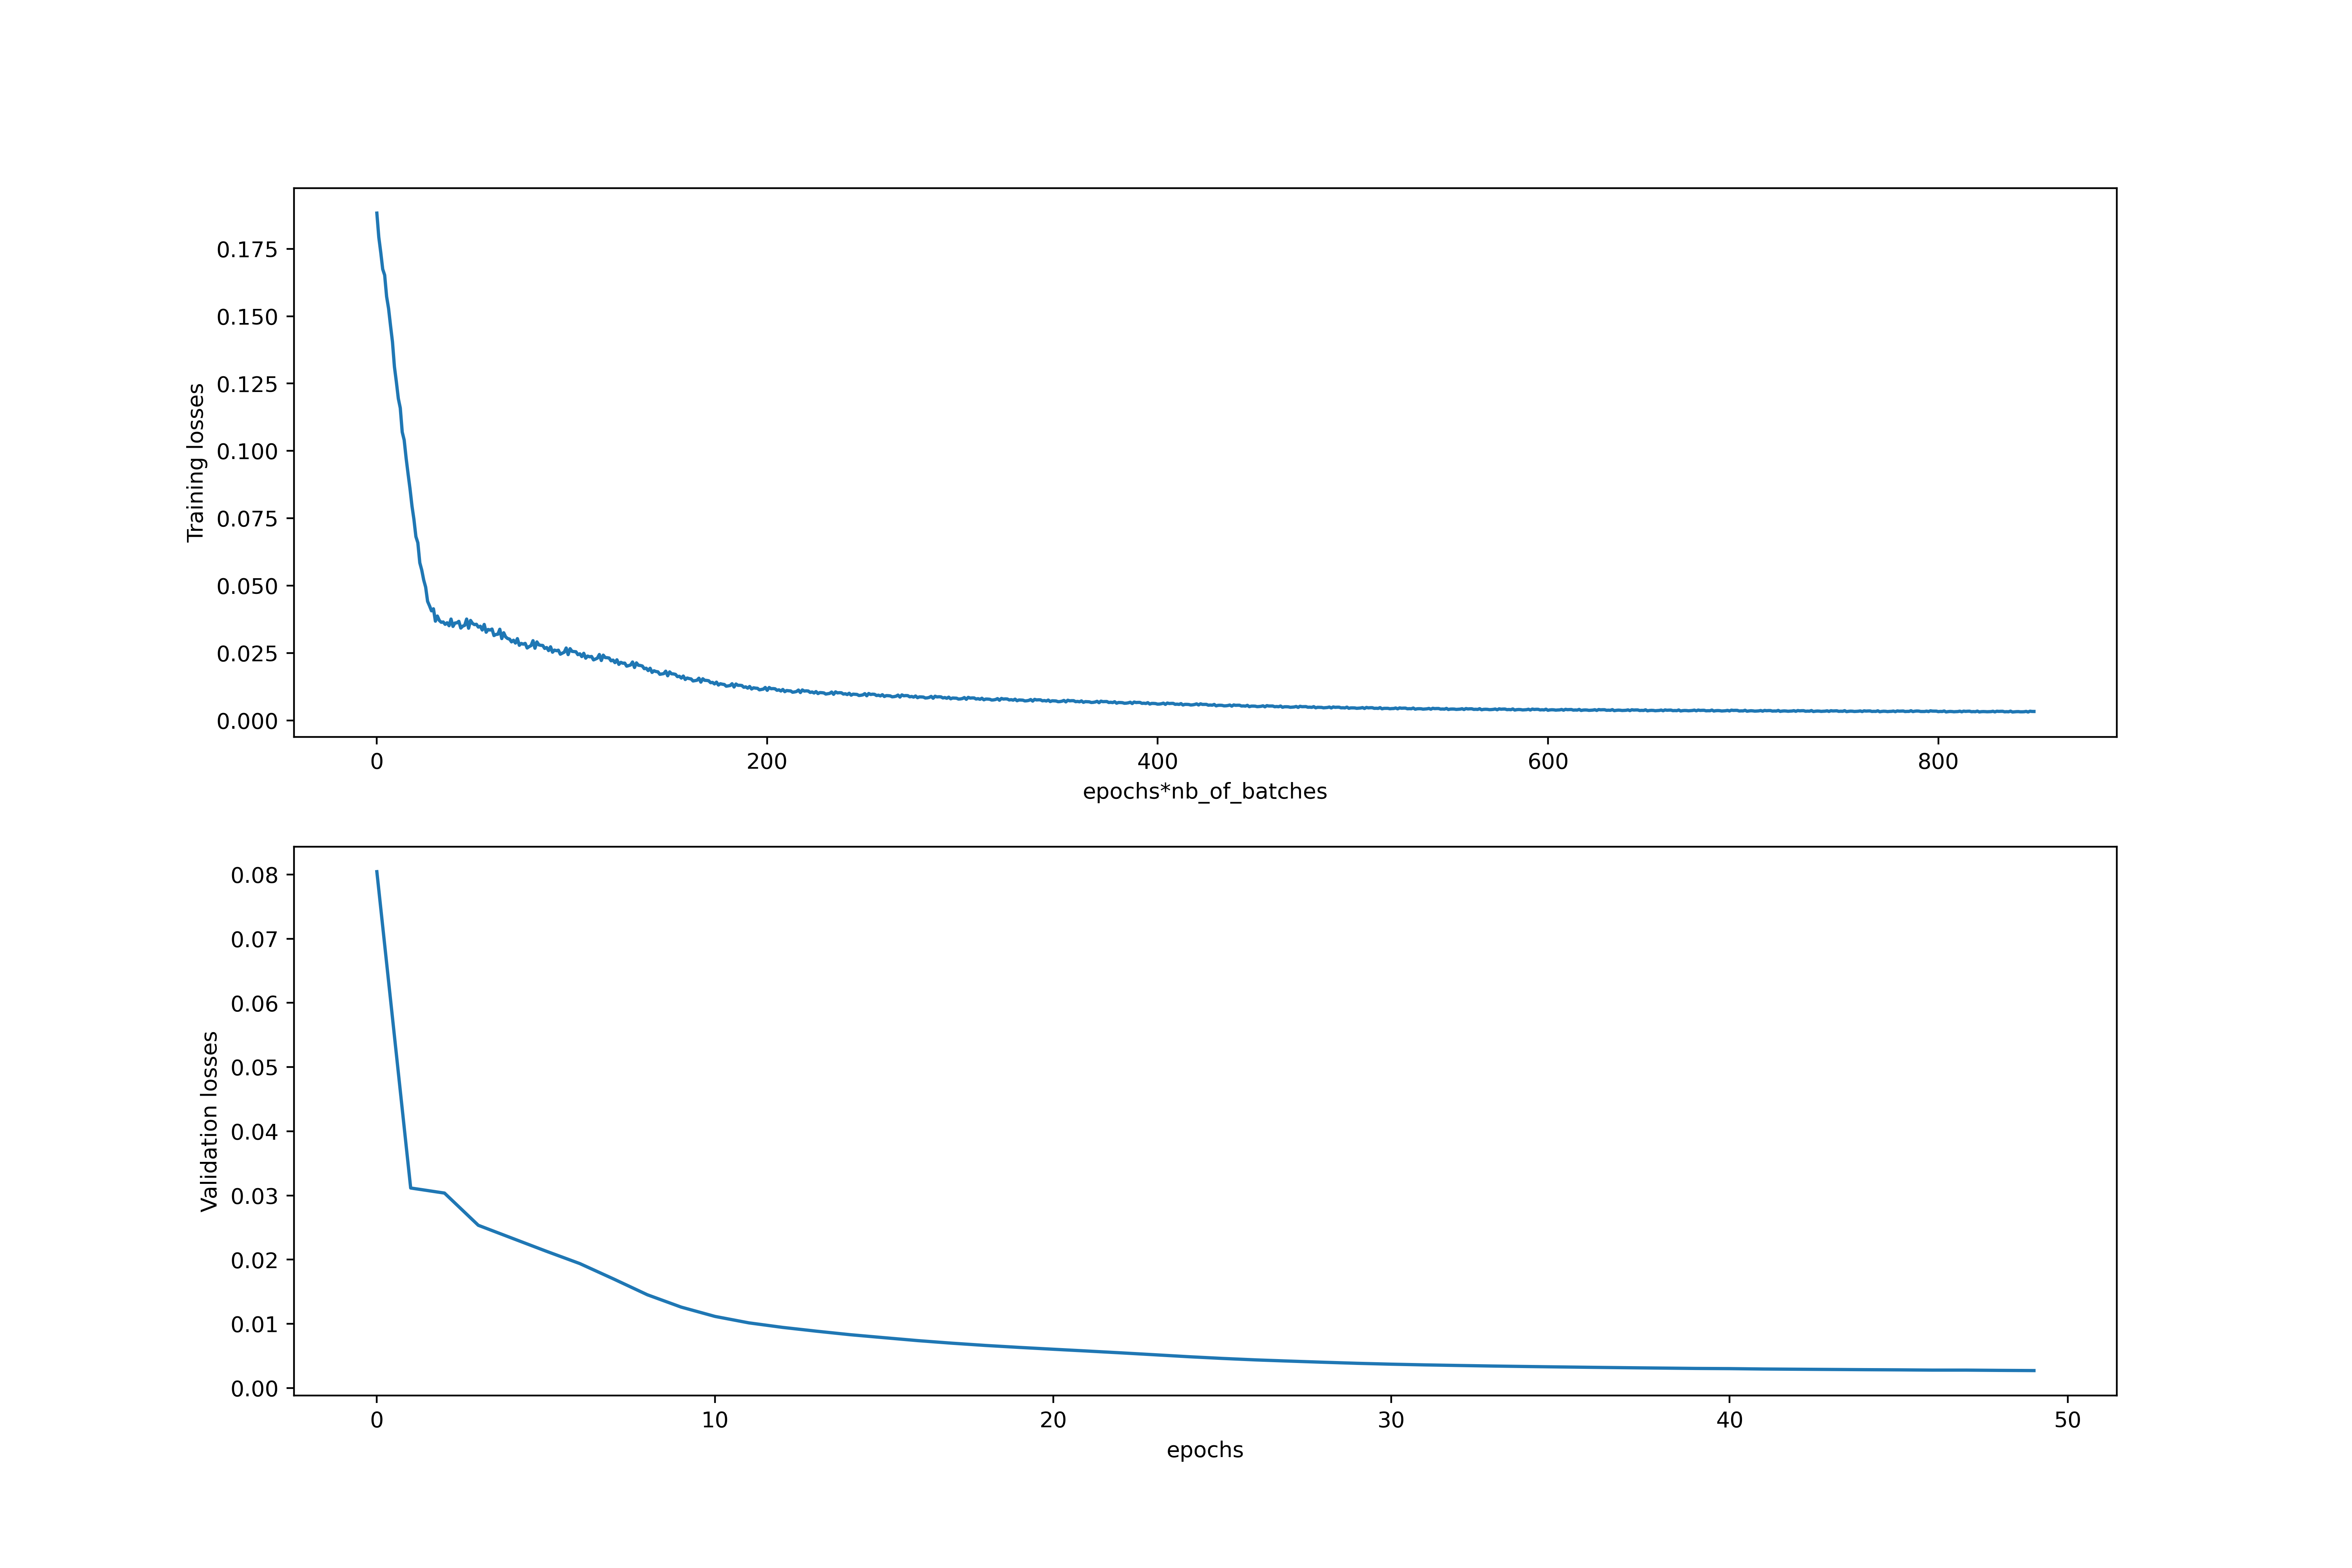 Training losses
0.175
0.150
0.125
0.100
0.075
0.050
0.025
0.000
0 200 400 600 800
epochs*nb_of_batches
Validation losses
0.08
0.07
0.06
0.05
0.04
0.03
0.02
0.01
0.00
0 10 20 30 40 50
epochs